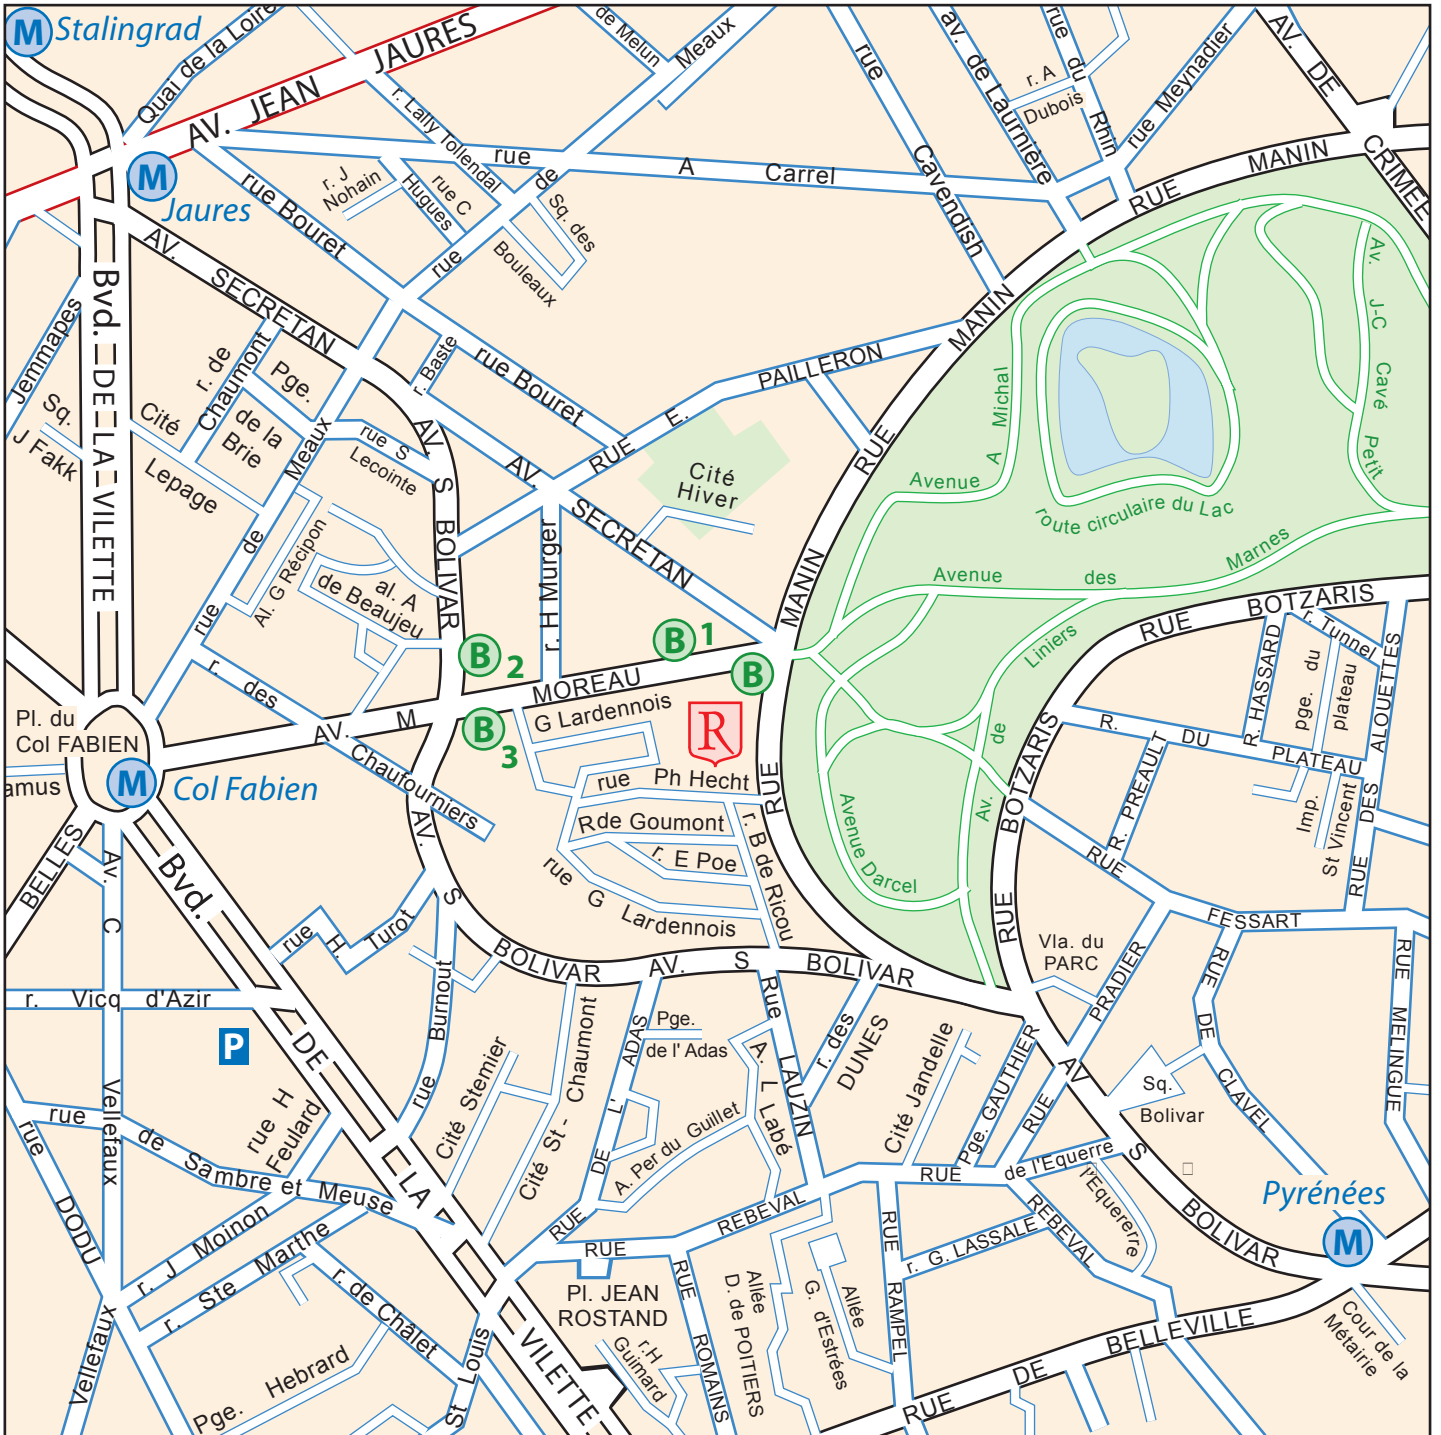 M Stalingrad
Quai de la Loire
AV. JEAN JAURES
de Melun
Meaux
rue Cavendish
av. de Laurniere
rue du Rhin
r. A
Dubois
rue Meynadier
AV. DE CRIMEE
M
Jaures
r. Lally Tollendal
rue A Carrel
RUE MANIN
r. J
Nohain
Hugues
rue C
rue de
Sq. des
Bouleaux
rue Bouret
AV. SECRETAN
Bvd. DE LA VILETTE
Jemmapes
Sq.
J Fakk
r. de
Chaumont
Pge.
de la
Brie
Cité
Lepage
rue de Meaux
rue S
Lecointe
r. Baste
rue Bouret
AV. S BOLIVAR
AV. SECRETAN
RUE E. PAILLERON
RUE MANIN
Cité
Hiver
Avenue A Michal
Av. J-C Cavé Petit
route circulaire du Lac
Avenue des Marnes
r. H Murger
Al. G Récipon
al. A
de Beaujeu
MANIN
RUE BOTZARIS
r. Tunnel
R. HASSARD
pge. du
plateau
RUE DES ALOUETTES
B 1
B 2
B
B 3
r. des Chaufourniers
AV. M MOREAU
G Lardennois
R
Av. de Liniers
Pl. du
Col FABIEN
amus
M
Col Fabien
rue Ph Hecht
RUE
R. DU PLATEAU
R. PREAULT
Imp.
St Vincent
RUE BOTZARIS
Avenue Darcel
BELLES
Av. C
Vellefaux
Bvd. DE LA VILETTE
AV. S BOLIVAR
R de Goumont
r. E Poe
rue G Lardennois
r. B de Ricou
RUE FESSART
rue H. Turot
AV. S BOLIVAR
Vla. du
PARC
RUE PRADIER
RUE DE CLAVEL
RUE MELINGUE
r. Vicq d'Azir
P
rue Burnout
Cité Stemier
Cité St - Chaumont
RUE DE L' ADAS
Pge.
de l' Adas
Rue LAUZIN
A. L Labé
r. des
DUNES
Cité Jandelle
Pge. GAUTHIER
AV S BOLIVAR
Sq.
Bolivar
rue H
Feulard
rue de Sambre et Meuse
rue DODU
A. Per du Guillet
RUE
de l'Equerre
l'Equererre
Pyrénées
M
r. J Moinon
r. Ste Marthe
RUE REBEVAL
REBEVAL
r. G. LASSALE
RUE RAMPEL
Pl. JEAN
ROSTAND
RUE ROMAINS
Allée
D. de POITIERS
Allée
G. d'Estrées
r. de Châlet
Vellefaux
Hebrard
Pge.
St Louis
r.H
Guimard
RUE DE BELLEVILLE
Cour de la
Métairie